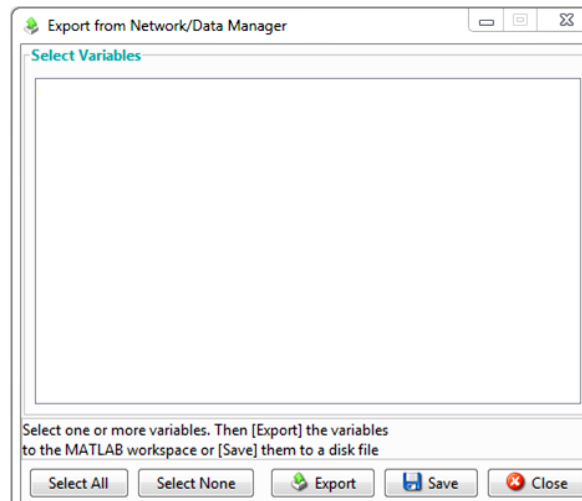 Export from Network/Data Manager
Select Variables
Select one or more variables. Then [Export] the variables
to the MATLAB workspace or [Save] them to a disk file
Select All Select None Export Save Close